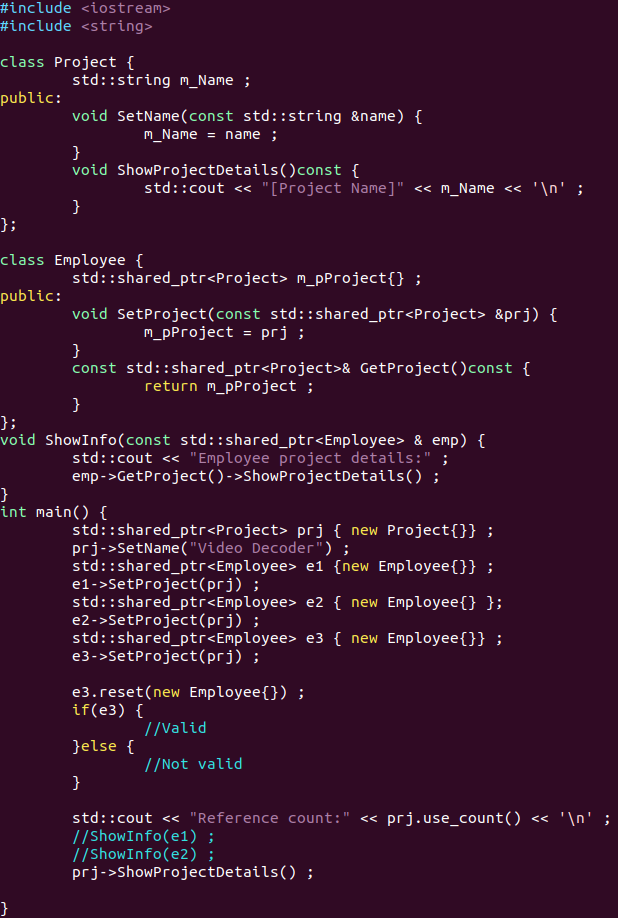 #include <iostream>
#include <string>

class Project {
        std::string m_Name ;
public:
        void SetName(const std::string &name) {
                m_Name = name ;
        }
        void ShowProjectDetails()const {
                std::cout << "[Project Name]" << m_Name << '\n' ;
        }
};

class Employee {
        std::shared_ptr<Project> m_pProject{} ;
public:
        void SetProject(const std::shared_ptr<Project> &prj) {
                m_pProject = prj ;
        }
        const std::shared_ptr<Project>& GetProject()const {
                return m_pProject ;
        }
};
void ShowInfo(const std::shared_ptr<Employee> & emp) {
        std::cout << "Employee project details:" ;
        emp->GetProject()->ShowProjectDetails() ;
}
int main() {
        std::shared_ptr<Project> prj { new Project{}} ;
        prj->SetName("Video Decoder") ;
        std::shared_ptr<Employee> e1 {new Employee{}} ;
        e1->SetProject(prj) ;
        std::shared_ptr<Employee> e2 { new Employee{} };
        e2->SetProject(prj) ;
        std::shared_ptr<Employee> e3 { new Employee{}} ;
        e3->SetProject(prj) ;

        e3.reset(new Employee{}) ;
        if(e3) {
                //Valid
        }else {
                //Not valid
        }

        std::cout << "Reference count:" << prj.use_count() << '\n' ;
        //ShowInfo(e1) ;
        //ShowInfo(e2) ;
        prj->ShowProjectDetails() ;

}